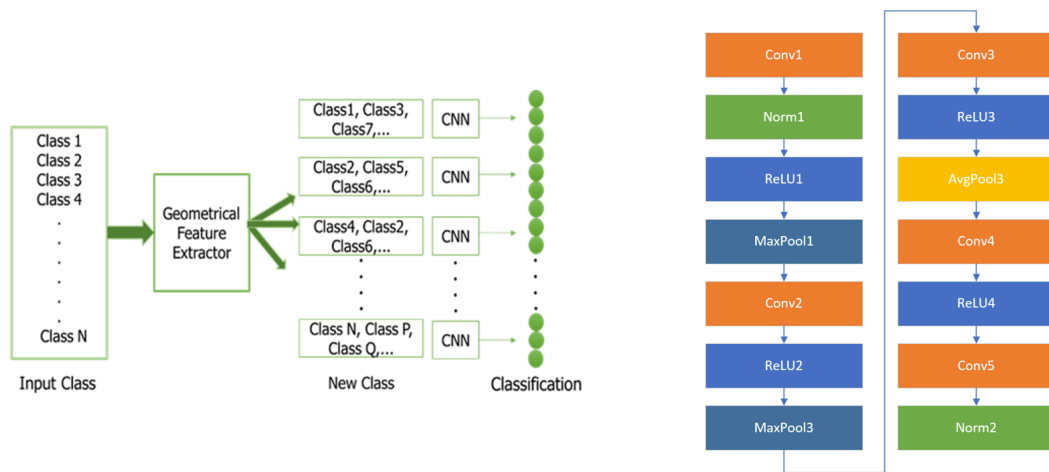 Class 1
Class 2
Class 3
Class 4
Class N
Input Class
Geometrical
Feature
Extractor
Class1, Class3,
Class7,...
Class2, Class5,
Class6,...
Class4, Class2,
Class6,...
Class N, Class P,
Class Q,...
New Class
CNN
CNN
CNN
CNN
Classification
Conv1
Norm1
ReLU1
MaxPool1
Conv2
ReLU2
MaxPool3
Conv3
ReLU3
AvgPool3
Conv4
ReLU4
Conv5
Norm2